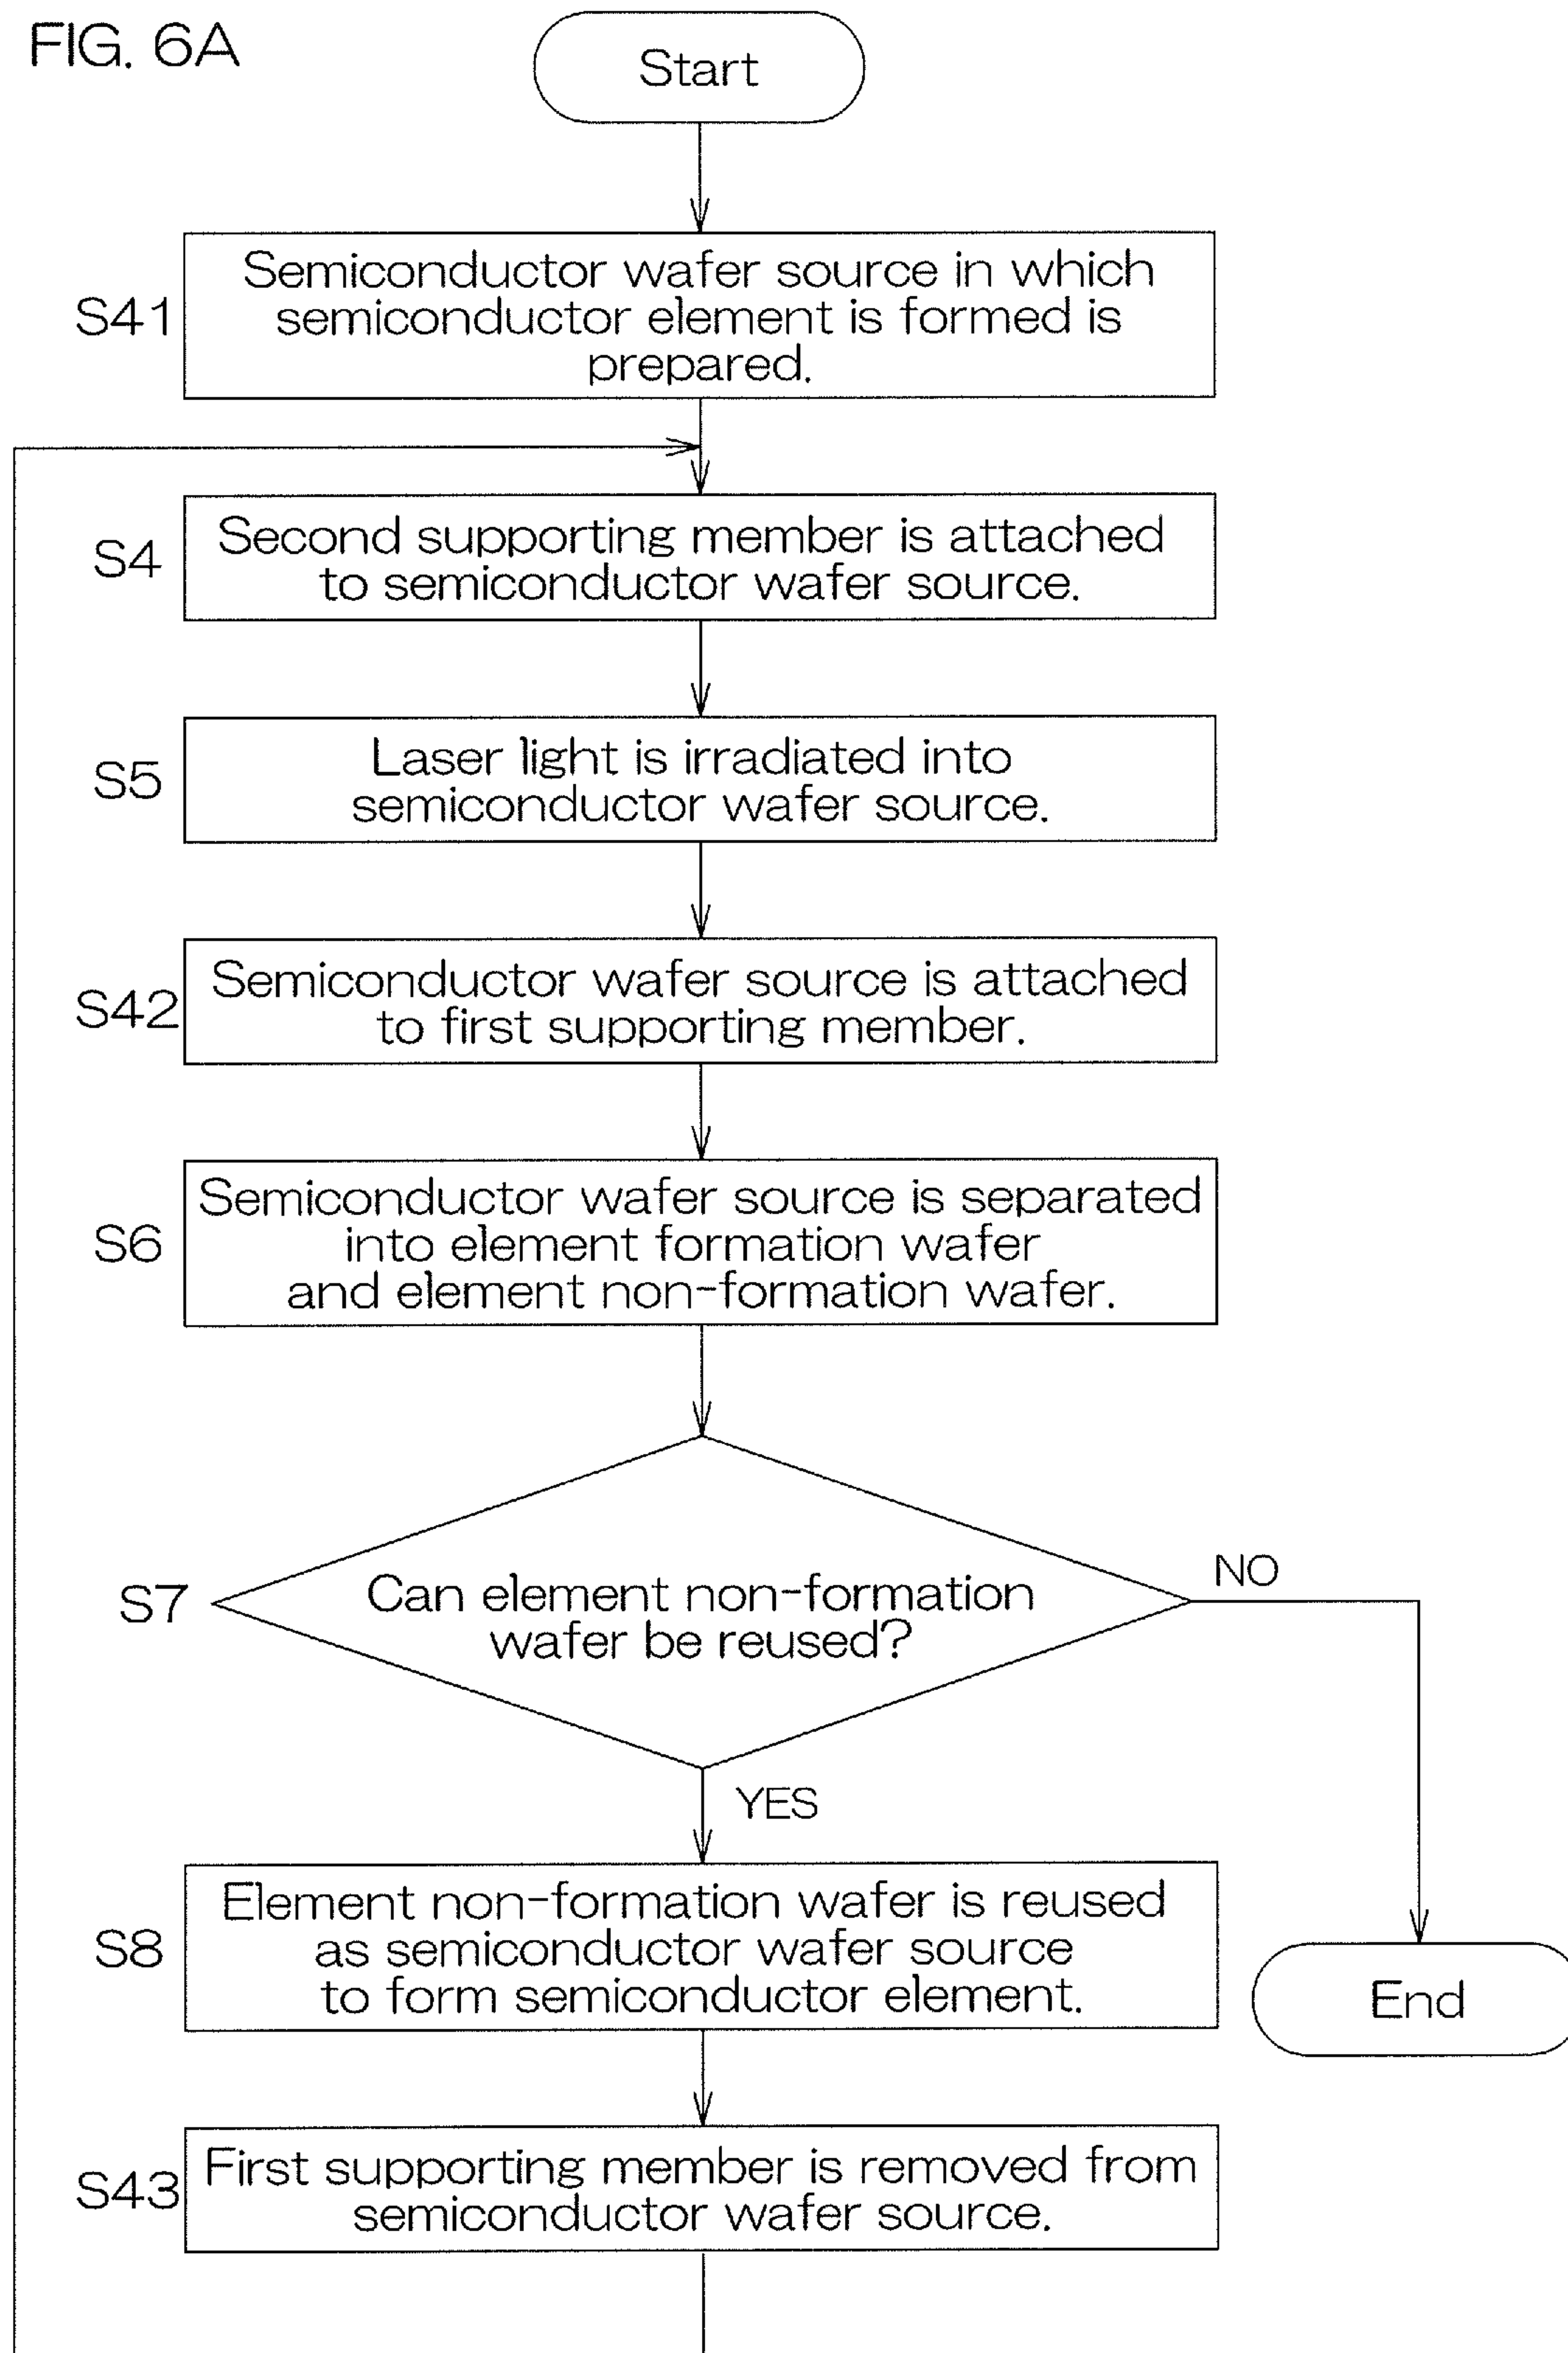 FIG. 6A
Start
S41
Semiconductor wafer source in which
semiconductor element is formed is
prepared.
S4
Second supporting member is attached
to semiconductor wafer source.
S5
Laser light is irradiated into
semiconductor wafer source.
S42
Semiconductor wafer source is attached
to first supporting member.
S6
Semiconductor wafer source is separated
into element formation wafer
and element non-formation wafer.
S7
Can element non-formation
wafer be reused?
NO
YES
S8
Element non-formation wafer is reused
as semiconductor wafer source
to form semiconductor element.
End
S43
First supporting member is removed from
semiconductor wafer source.